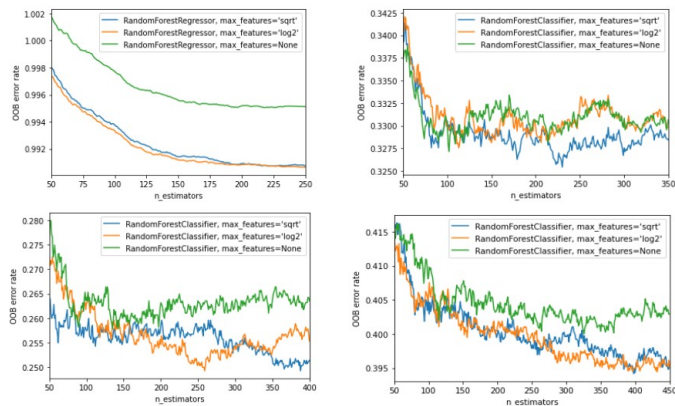 1.002
1.000
0.998
0.996
0.994
0.992
OOB error rate
RandomForestRegressor, max_features='sqrt'
RandomForestRegressor, max_features='log2'
RandomForestRegressor, max_features=None
50 75 100 125 150 175 200 225 250
n_estimators
0.3425
0.3400
0.3375
0.3350
0.3325
0.3300
0.3275
0.3250
OOB error rate
RandomForestClassifier, max_features='sqrt'
RandomForestClassifier, max_features='log2'
RandomForestClassifier, max_features=None
50 100 150 200 250 300 350
n_estimators
0.280
0.275
0.270
0.265
0.260
0.255
0.250
OOB error rate
RandomForestClassifier, max_features='sqrt'
RandomForestClassifier, max_features='log2'
RandomForestClassifier, max_features=None
50 100 150 200 250 300 350 400
n_estimators
0.415
0.410
0.405
0.400
0.395
OOB error rate
RandomForestClassifier, max_features='sqrt'
RandomForestClassifier, max_features='log2'
RandomForestClassifier, max_features=None
50 100 150 200 250 300 350 400 450
n_estimators